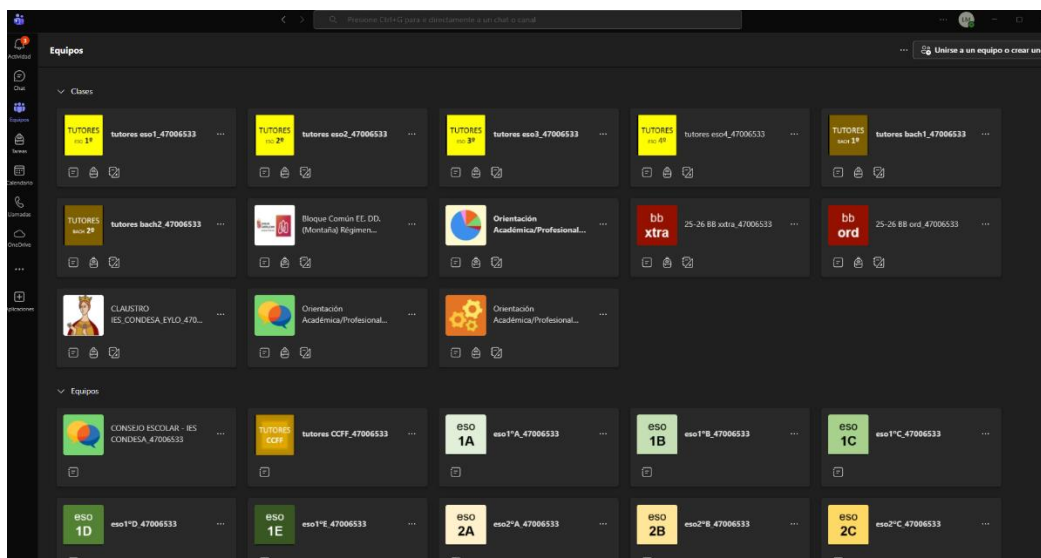 Presione Ctrl+G para ir directamente a un chat o canal
LM
Actividad
Equipos
Unirse a un equipo o crear un
Chat
Clases
Equipos
TUTORES
eso 1º
tutores eso1_47006533
TUTORES
eso 2º
tutores eso2_47006533
TUTORES
eso 3º
tutores eso3_47006533
TUTORES
eso 4º
tutores eso4_47006533
TUTORES
BACH 1º
tutores bach1_47006533
Tareas
Calendario
Llamadas
OneDrive
TUTORES
BACH 2º
tutores bach2_47006533
Bloque Común EE. DD.
(Montaña) Régimen...
Orientación
Académica/Profesional...
bb
xtra
25-26 BB xxtra_47006533
bb
ord
25-26 BB ord_47006533
plicaciones
CLAUSTRO
IES_CONDESA_EYLO_470...
Orientación
Académica/Profesional...
Orientación
Académica/Profesional...
Equipos
CONSEJO ESCOLAR - IES
CONDESA_47006533
TUTORES
CCFF
tutores CCFF_47006533
eso
1A
eso1ºA_47006533
eso
1B
eso1ºB_47006533
eso
1C
eso1ºC_47006533
eso
1D
eso1ºD_47006533
eso
1E
eso1ºE_47006533
eso
2A
eso2ºA_47006533
eso
2B
eso2ºB_47006533
eso
2C
eso2ºC_47006533